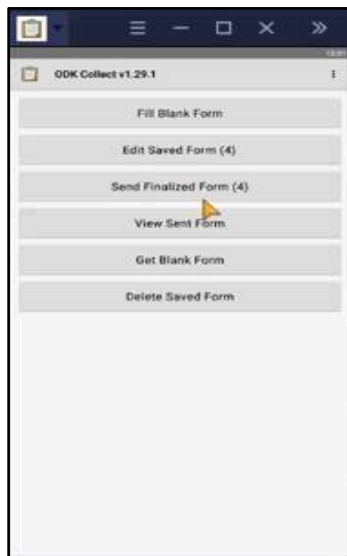 ODK Collect v1.29.1
Fill Blank Form
Edit Saved Form (4)
Send Finalized Form (4)
View Sent Form
Get Blank Form
Delete Saved Form